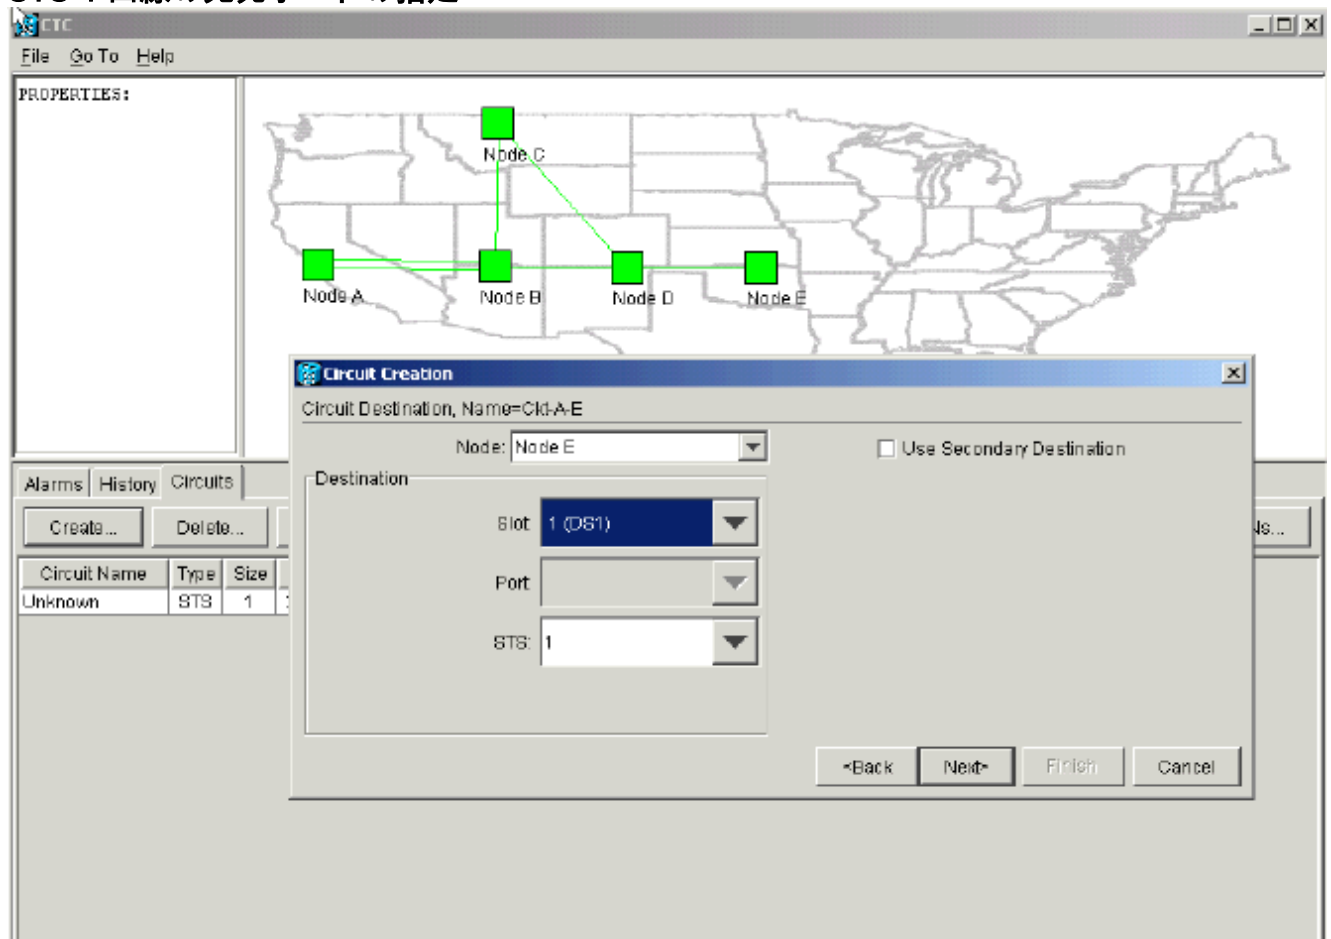 CTC
File Go To Help
PROPERTIES:
Node C
Node A
Node B
Node D
Node E
Circuit Creation
Circuit Destination, Name=Ckt-A-E
Node: Node E
Use Secondary Destination
Destination
Slot: 1 (DS1)
Port:
STS: 1
<Back Next> Finish Cancel
Alarms History Circuits
Create... Delete...
Circuit Name Type Size
Unknown STS 1